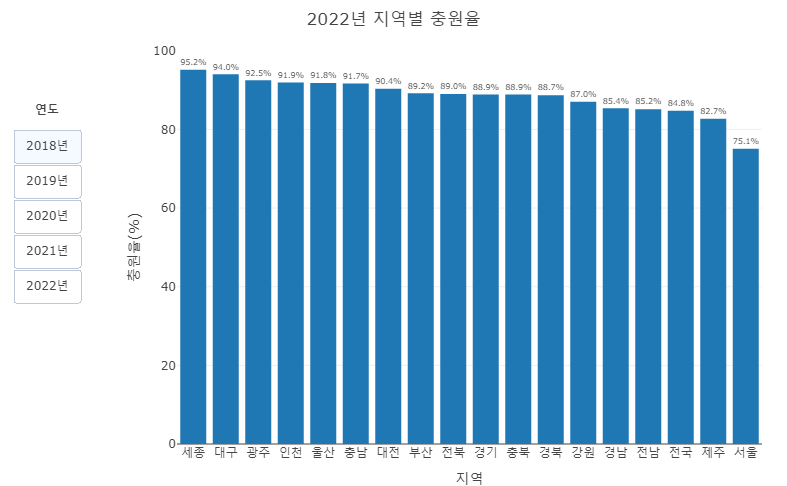 2022년 지역별 충원율
연도
2018년
2019년
2020년
2021년
2022년
충원율(%)
100
80
60
40
20
0
95.2% 94.0% 92.5% 91.9% 91.8% 91.7% 90.4% 89.2% 89.0% 88.9% 88.9% 88.7% 87.0% 85.4% 85.2% 84.8% 82.7% 75.1%
세종 대구 광주 인천 울산 충남 대전 부산 전북 경기 충북 경북 강원 경남 전남 전국 제주 서울
지역